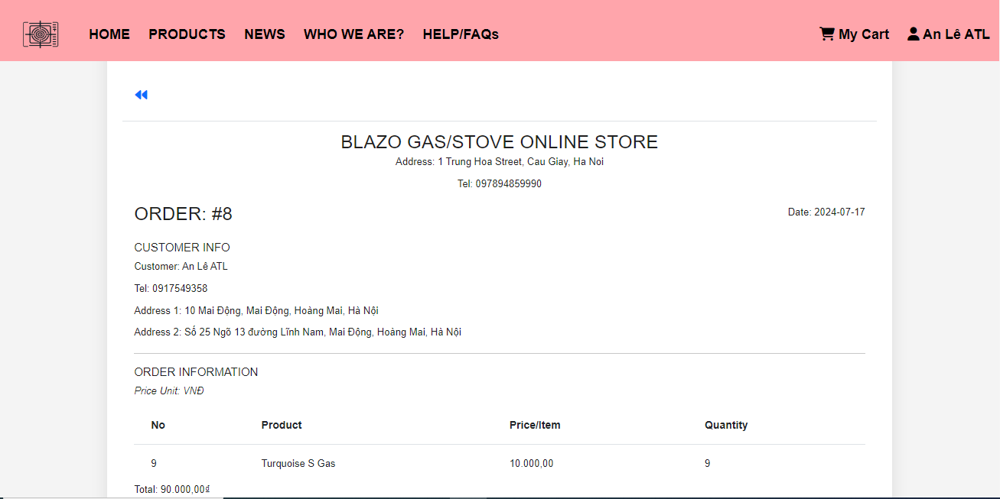 HOME PRODUCTS NEWS WHO WE ARE? HELP/FAQs My Cart An Lê ATL
BLAZO GAS/STOVE ONLINE STORE
Address: 1 Trung Hoa Street, Cau Giay, Ha Noi
Tel: 097894859990
ORDER: #8 Date: 2024-07-17
CUSTOMER INFO
Customer: An Lê ATL
Tel: 0917549358
Address 1: 10 Mai Động, Mai Động, Hoàng Mai, Hà Nội
Address 2: Số 25 Ngõ 13 đường Lĩnh Nam, Mai Động, Hoàng Mai, Hà Nội
ORDER INFORMATION
Price Unit: VNĐ
No Product Price/Item Quantity
9 Turquoise S Gas 10.000,00 9
Total: 90.000,00₫